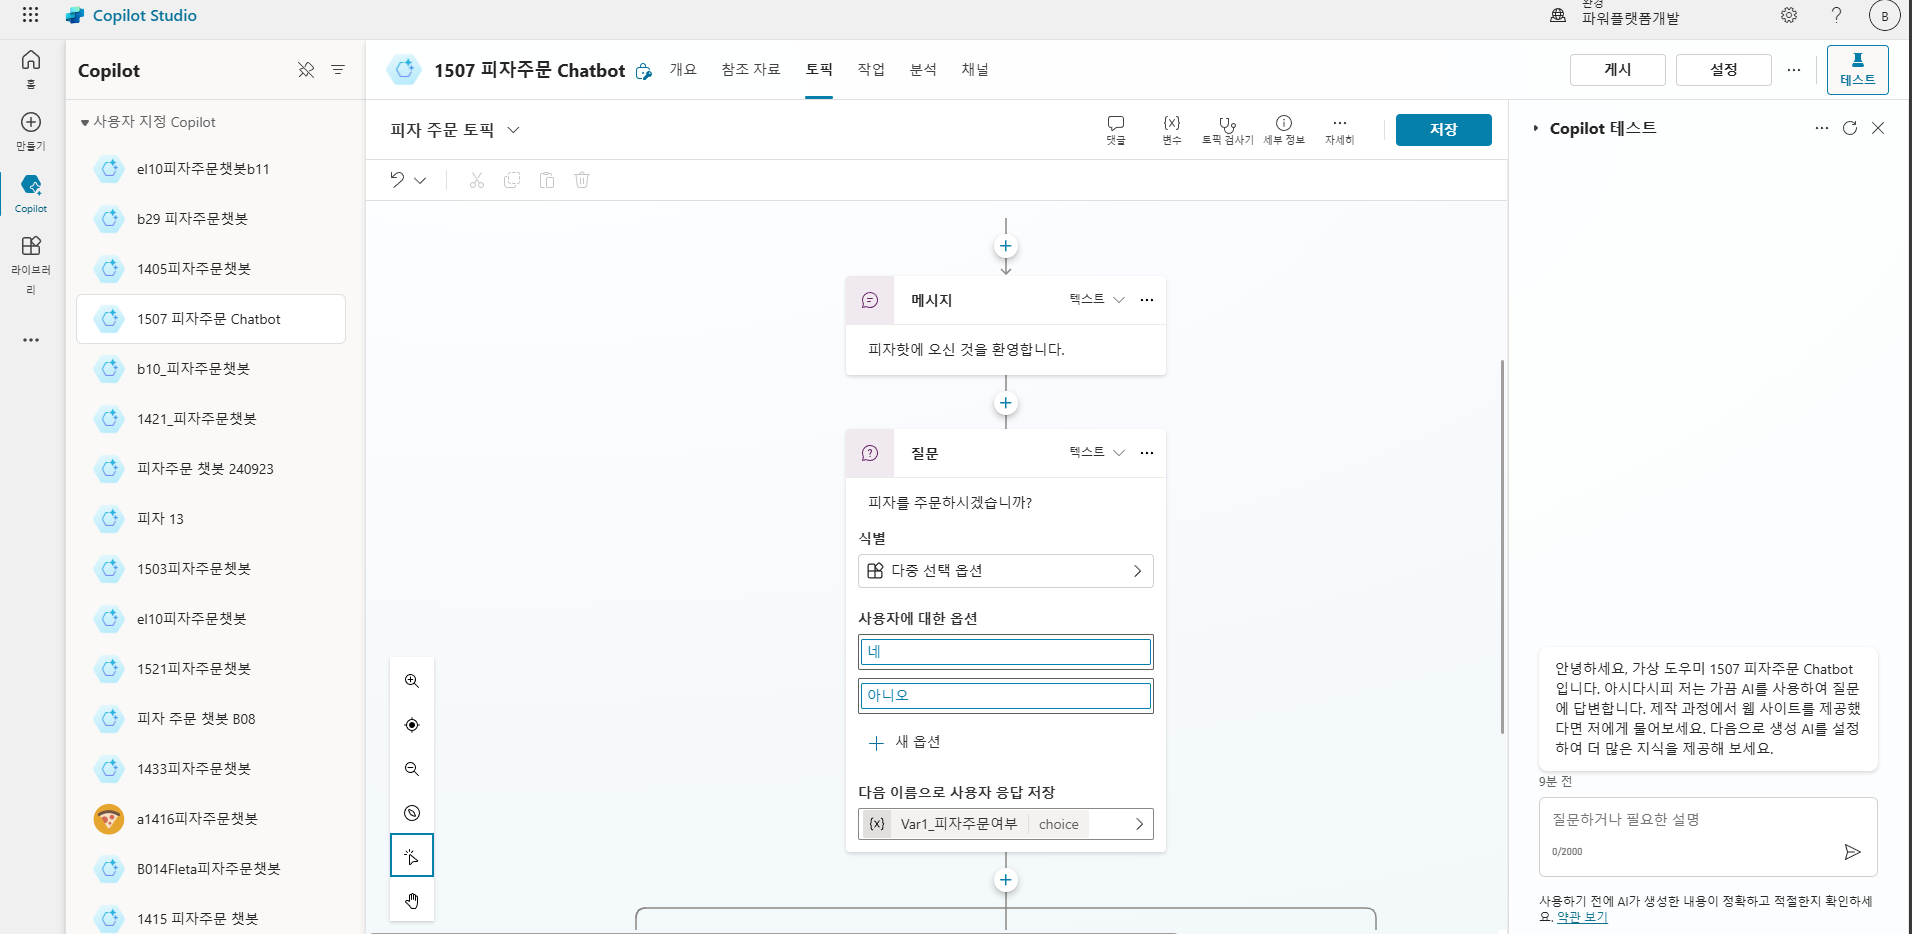 Copilot Studio
환경
파워플랫폼개발
B
홈
만들기
Copilot
라이브러
리
Copilot
사용자 지정 Copilot
el10피자주문챗봇b11
b29 피자주문챗봇
1405피자주문챗봇
1507 피자주문 Chatbot
b10_피자주문챗봇
1421_피자주문챗봇
피자주문 챗봇 240923
피자 13
1503피자주문쳇봇
el10피자주문챗봇
1521피자주문챗봇
피자 주문 챗봇 B08
1433피자주문챗봇
a1416피자주문챗봇
B014Fleta피자주문챗봇
1415 피자주문 챗봇
1507 피자주문 Chatbot
개요
참조 자료
토픽
작업
분석
채널
게시
설정
테스트
피자 주문 토픽
댓글
변수
토픽 검사기
세부 정보
자세히
저장
메시지
텍스트
피자핫에 오신 것을 환영합니다.
질문
텍스트
피자를 주문하시겠습니까?
식별
다중 선택 옵션
사용자에 대한 옵션
네
아니오
새 옵션
다음 이름으로 사용자 응답 저장
{x} Var1_피자주문여부 choice
Copilot 테스트
안녕하세요, 가상 도우미 1507 피자주문 Chatbot
입니다. 아시다시피 저는 가끔 AI를 사용하여 질문
에 답변합니다. 제작 과정에서 웹 사이트를 제공했
다면 저에게 물어보세요. 다음으로 생성 AI를 설정
하여 더 많은 지식을 제공해 보세요.
9분 전
질문하거나 필요한 설명
0/2000
사용하기 전에 AI가 생성한 내용이 정확하고 적절한지 확인하세
요. 약관 보기